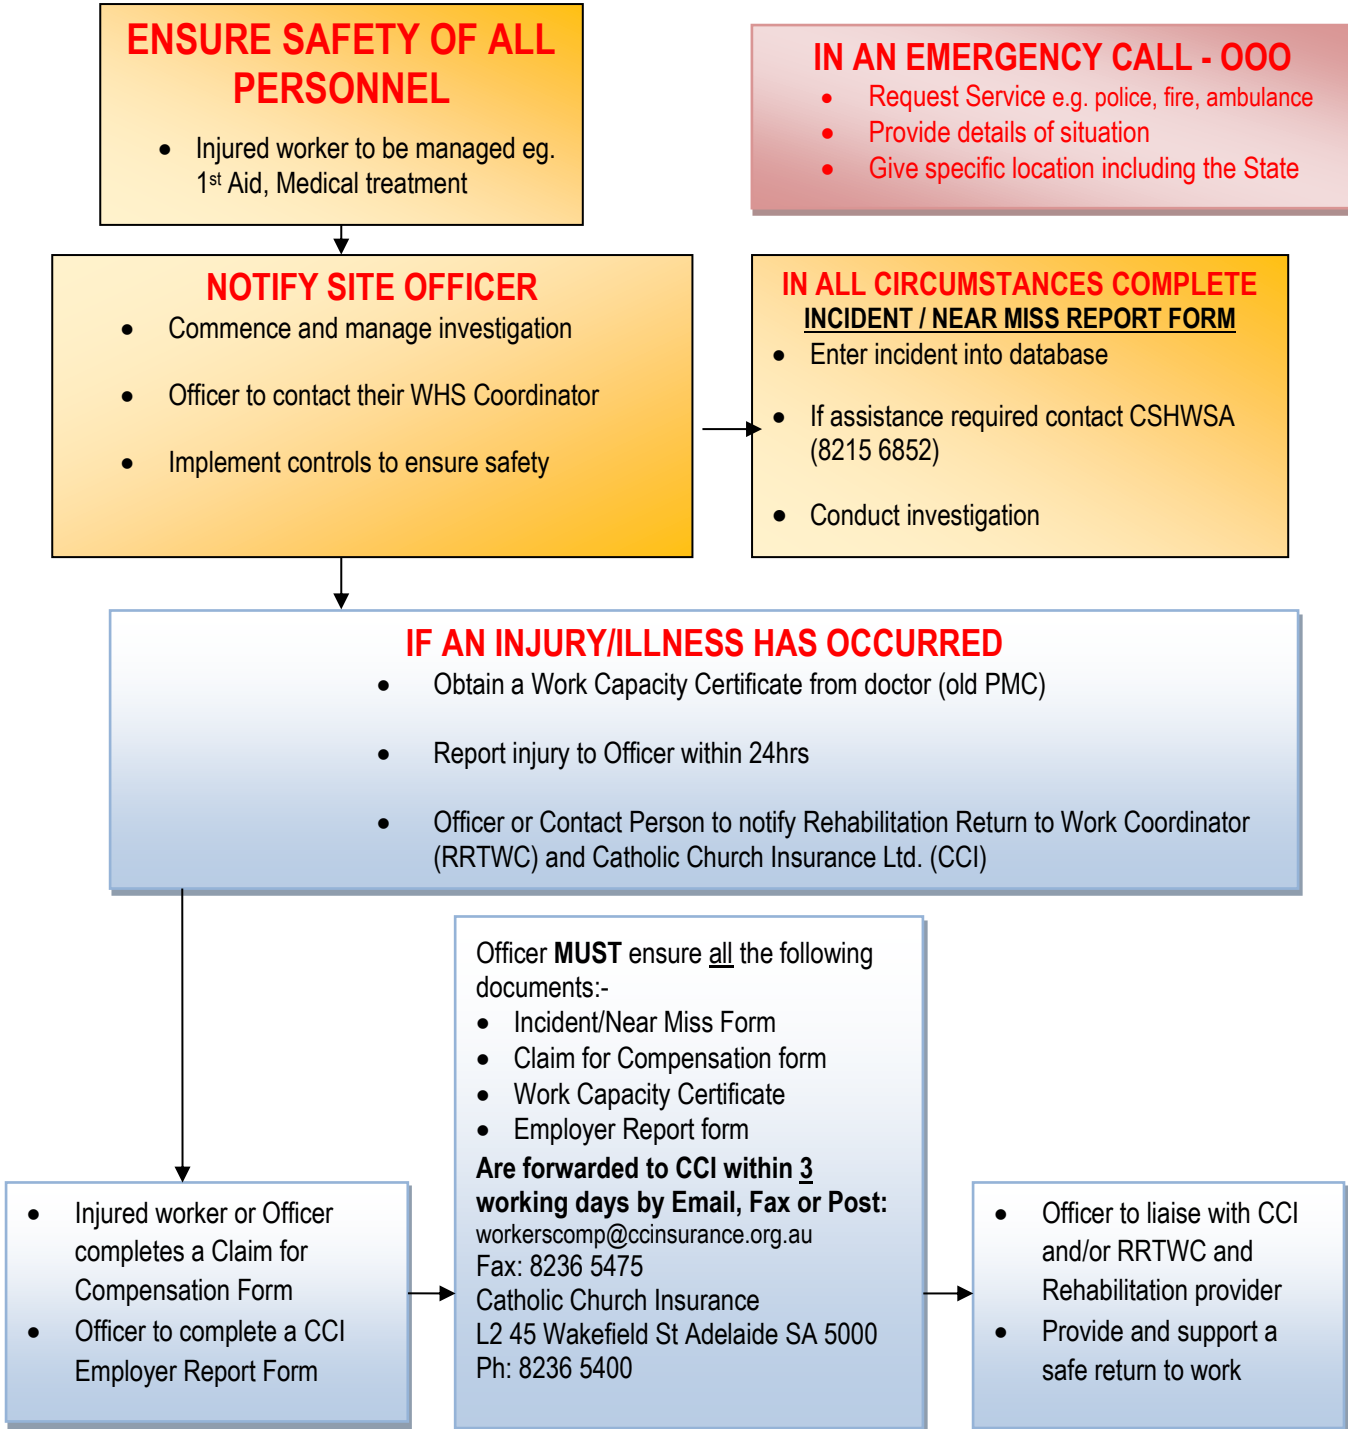 ENSURE SAFETY OF ALL
PERSONNEL
• Injured worker to be managed eg.
1st Aid, Medical treatment
IN AN EMERGENCY CALL - OOO
• Request Service e.g. police, fire, ambulance
• Provide details of situation
• Give specific location including the State
NOTIFY SITE OFFICER
• Commence and manage investigation
• Officer to contact their WHS Coordinator
• Implement controls to ensure safety
IN ALL CIRCUMSTANCES COMPLETE
INCIDENT / NEAR MISS REPORT FORM
• Enter incident into database
• If assistance required contact CSHWSA
(8215 6852)
• Conduct investigation
IF AN INJURY/ILLNESS HAS OCCURRED
• Obtain a Work Capacity Certificate from doctor (old PMC)
• Report injury to Officer within 24hrs
• Officer or Contact Person to notify Rehabilitation Return to Work Coordinator
(RRTWC) and Catholic Church Insurance Ltd. (CCI)
• Injured worker or Officer
completes a Claim for
Compensation Form
• Officer to complete a CCI
Employer Report Form
Officer MUST ensure all the following
documents:-
• Incident/Near Miss Form
• Claim for Compensation form
• Work Capacity Certificate
• Employer Report form
Are forwarded to CCI within 3
working days by Email, Fax or Post:
workerscomp@ccinsurance.org.au
Fax: 8236 5475
Catholic Church Insurance
L2 45 Wakefield St Adelaide SA 5000
Ph: 8236 5400
• Officer to liaise with CCI
and/or RRTWC and
Rehabilitation provider
• Provide and support a
safe return to work